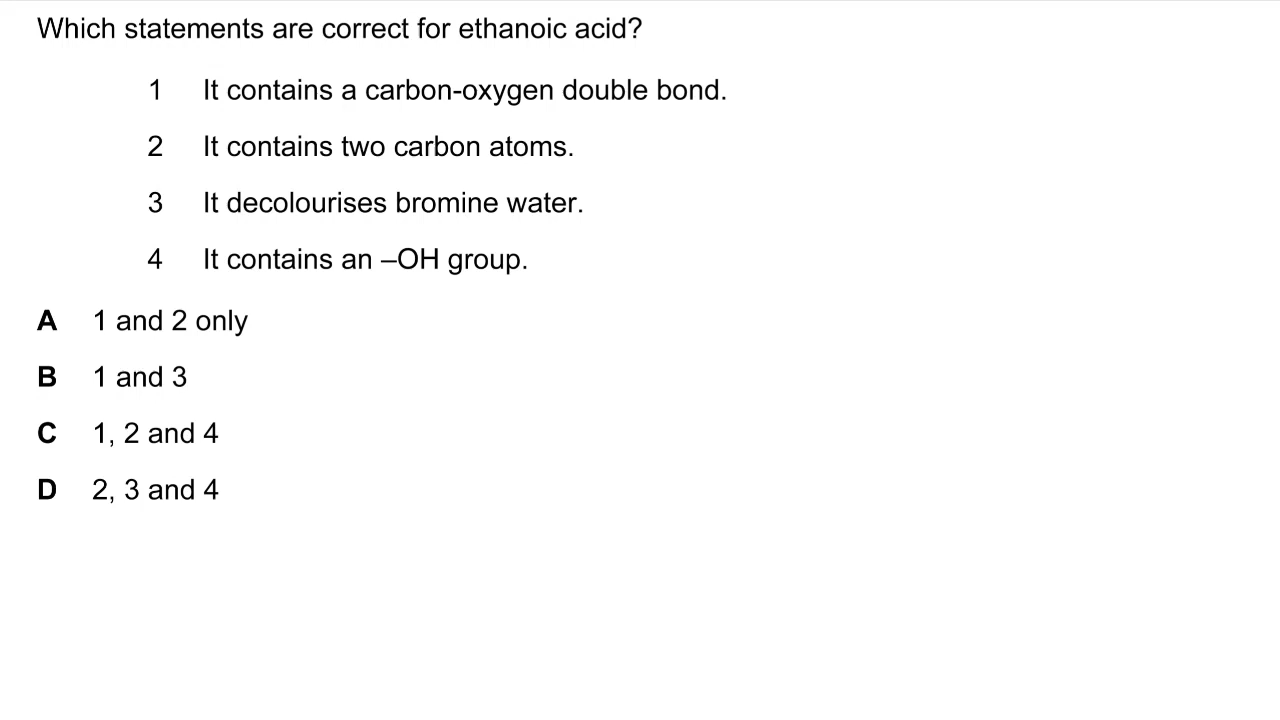 Which statements are correct for ethanoic acid?
1 It contains a carbon-oxygen double bond.
2 It contains two carbon atoms.
3 It decolourises bromine water.
4 It contains an –OH group.
A 1 and 2 only
B 1 and 3
C 1, 2 and 4
D 2, 3 and 4